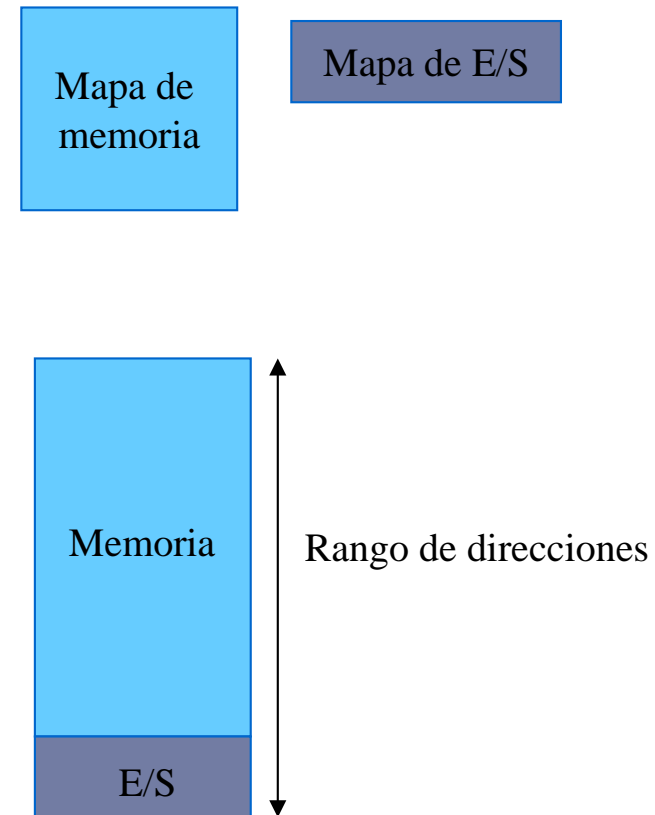 Mapa de
memoria
Mapa de E/S
Memoria
Rango de direcciones
E/S